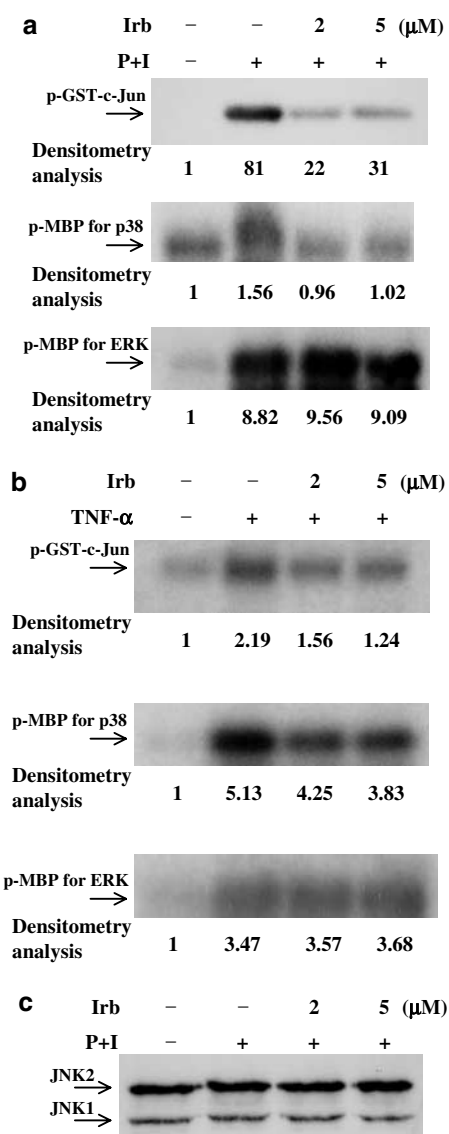 a
Irb – – 2 5 (μM)
P+I – + + +
p-GST-c-Jun
Densitometry
analysis 1 81 22 31
p-MBP for p38
Densitometry
analysis 1 1.56 0.96 1.02
p-MBP for ERK
Densitometry
analysis 1 8.82 9.56 9.09
b
Irb – – 2 5 (μM)
TNF-α – + + +
p-GST-c-Jun
Densitometry
analysis 1 2.19 1.56 1.24
p-MBP for p38
Densitometry
analysis 1 5.13 4.25 3.83
p-MBP for ERK
Densitometry
analysis 1 3.47 3.57 3.68
c
Irb – – 2 5 (μM)
P+I – + + +
JNK2
JNK1